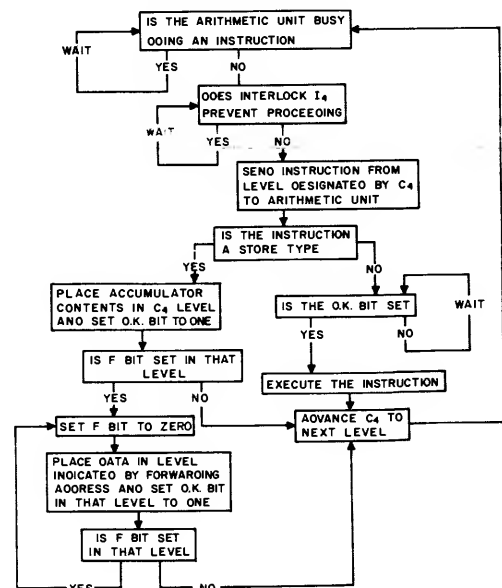 IS THE ARITHMETIC UNIT BUSY
OOING AN INSTRUCTION
WAIT
YES
NO
OOES INTERLOCK I4
PREVENT PROCEEOING
WAIT
YES
NO
SENO INSTRUCTION FROM
LEVEL OESIGNATED BY C4
TO ARITHMETIC UNIT
IS THE INSTRUCTION
A STORE TYPE
YES
NO
PLACE ACCUMULATOR
CONTENTS IN C4 LEVEL
AND SET O.K. BIT TO ONE
IS THE O.K. BIT SET
WAIT
YES
NO
IS F BIT SET IN THAT
LEVEL
EXECUTE THE INSTRUCTION
YES
NO
SET F BIT TO ZERO
AOVANCE C4 TO
NEXT LEVEL
PLACE OATA IN LEVEL
INOICATED BY FORWAROING
AOORESS AND SET O.K. BIT
IN THAT LEVEL TO ONE
IS F BIT SET
IN THAT LEVEL
YES
NO